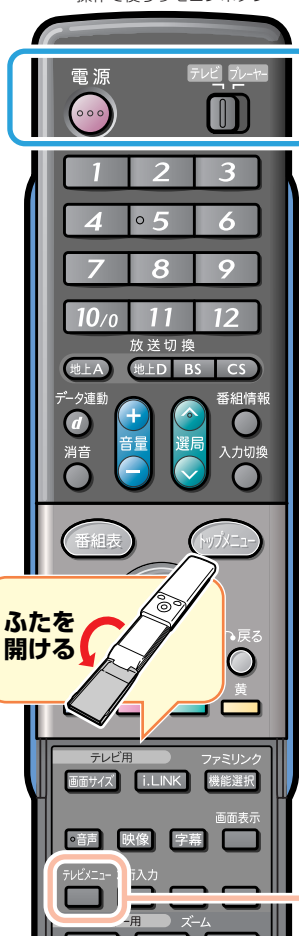 電源
テレビ プレーヤー
1 2 3
4 5 6
7 8 9
10/0 11 12
放送切換
地上A 地上D BS CS
データ連動 番組情報
d + 音量 − 選局
消音 入力切換
番組表 トップメニュー
ふたを
開ける
戻る
黄
テレビ用 ファミリンク
画面サイズ i.LINK 機能選択
画面表示
音声 映像 字幕
テレビメニュー 行入力
用 ズーム